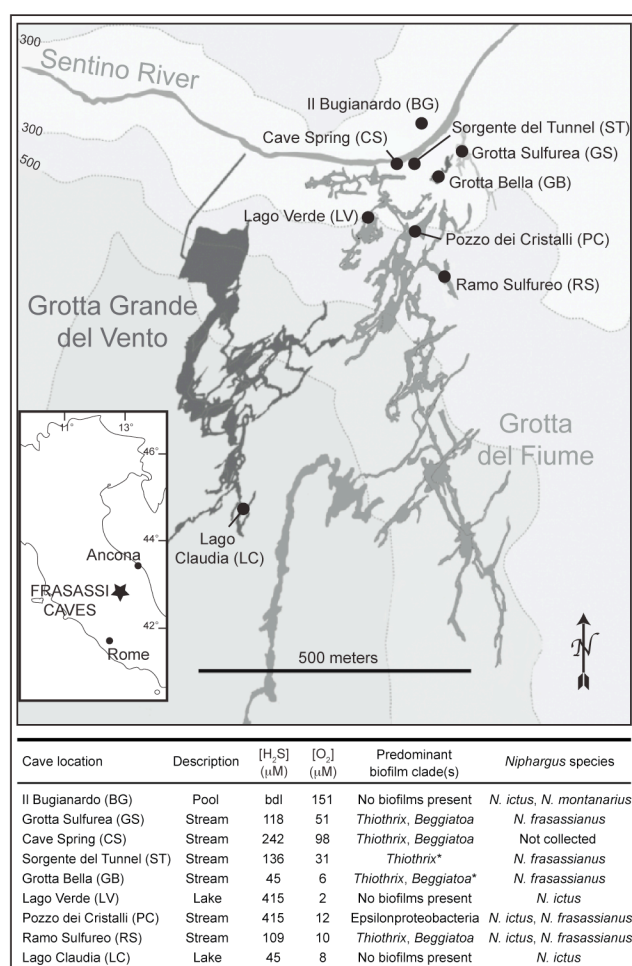 300
Sentino River
300
500
Il Bugianardo (BG)
Cave Spring (CS)
Sorgente del Tunnel (ST)
Grotta Sulfurea (GS)
Grotta Bella (GB)
Lago Verde (LV)
Pozzo dei Cristalli (PC)
Ramo Sulfureo (RS)
Grotta Grande
del Vento
Grotta
del Fiume
Lago
Claudia (LC)
11°
13°
46°
44°
42°
Ancona
FRASASSI
CAVES
Rome
500 meters
N
Cave location Description [H2S] (μM) [O2] (μM) Predominant biofilm clade(s) Niphargus species
Il Bugianardo (BG) Pool bdl 151 No biofilms present N. ictus, N. montanarius
Grotta Sulfurea (GS) Stream 118 51 Thiothrix, Beggiatoa N. frasassianus
Cave Spring (CS) Stream 242 98 Thiothrix, Beggiatoa Not collected
Sorgente del Tunnel (ST) Stream 136 31 Thiothrix* N. frasassianus
Grotta Bella (GB) Stream 45 6 Thiothrix, Beggiatoa* N. frasassianus
Lago Verde (LV) Lake 415 2 No biofilms present N. ictus
Pozzo dei Cristalli (PC) Stream 415 12 Epsilonproteobacteria N. ictus, N. frasassianus
Ramo Sulfureo (RS) Stream 109 10 Thiothrix, Beggiatoa N. ictus, N. frasassianus
Lago Claudia (LC) Lake 45 8 No biofilms present N. ictus